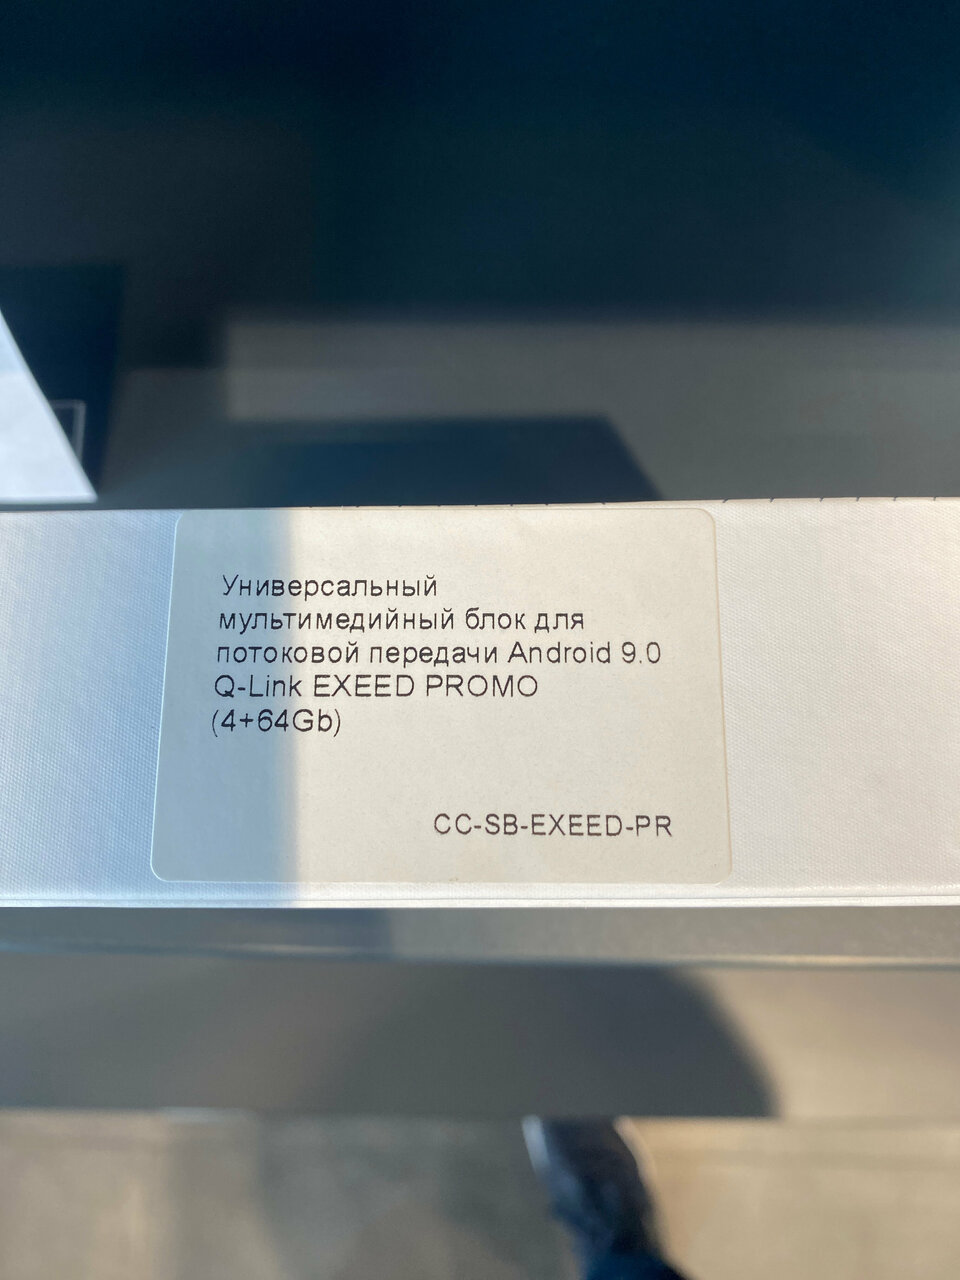 Универсальный
мультимедийный блок для
потоковой передачи Android 9.0
Q-Link EXEED PROMO
(4+64Gb)
CC-SB-EXEED-PR